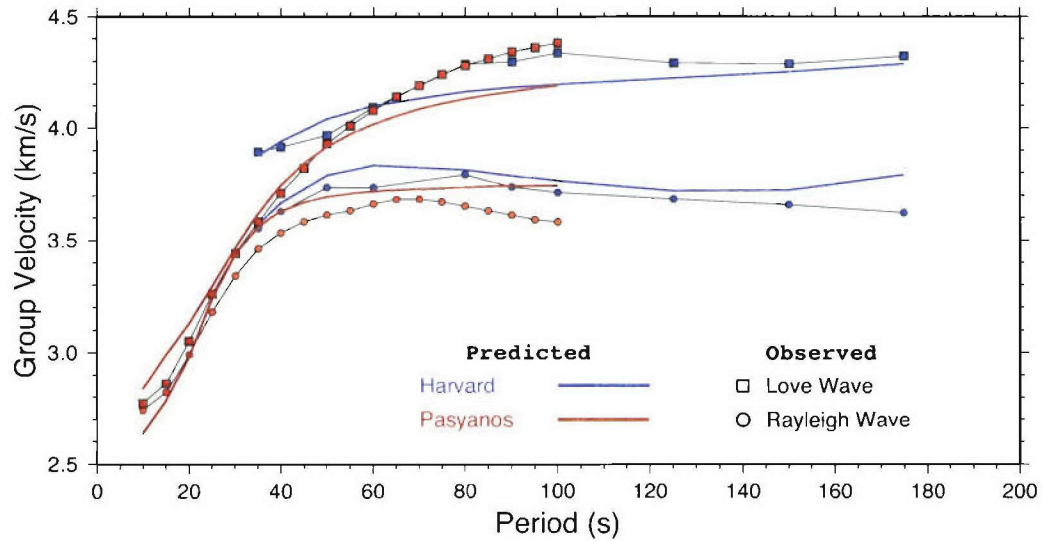 4.5
4.0
3.5
3.0
2.5
Group Velocity (km/s)
Predicted Observed
Harvard Love Wave
Pasyanos Rayleigh Wave
0 20 40 60 80 100 120 140 160 180 200
Period (s)